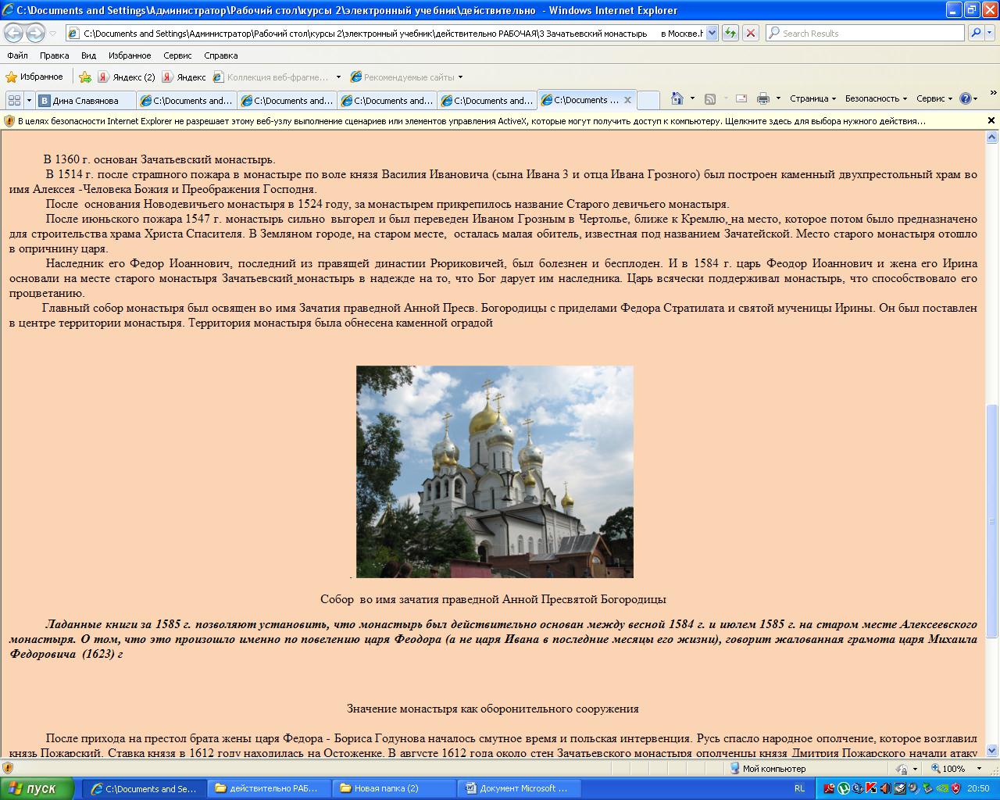 C:\Documents and Settings\Администратор\Рабочий стол\курсы 2\электронный учебник\действительно - Windows Internet Explorer
C:\Documents and Settings\Администратор\Рабочий стол\курсы 2\электронный учебник\действительно РАБОЧАЯ\3 Зачатьевский монастырь в Москве.h
Search Results
Файл Правка Вид Избранное Сервис Справка
Избранное Яндекс (2) Яндекс Коллекция веб-фрагме... Рекомендуемые сайты
Дина Славянова C:\Documents and... C:\Documents and... C:\Documents and... C:\Documents and... C:\Documents ... Страница Безопасность Сервис
В целях безопасности Internet Explorer не разрешает этому веб-узлу выполнение сценариев или элементов управления ActiveX, которые могут получить доступ к компьютеру. Щелкните здесь для выбора нужного действия...
В 1360 г. основан Зачатьевский монастырь.
В 1514 г. после страшного пожара в монастыре по воле князя Василия Ивановича (сына Ивана 3 и отца Ивана Грозного) был построен каменный двухпрестольный храм во
имя Алексея -Человека Божия и Преображения Господня.
После основания Новодевичьего монастыря в 1524 году, за монастырем прикрепилось название Старого девичьего монастыря.
После июньского пожара 1547 г. монастырь сильно выгорел и был переведен Иваном Грозным в Чертолье, ближе к Кремлю, на место, которое потом было предназначено
для строительства храма Христа Спасителя. В Земляном городе, на старом месте, осталась малая обитель, известная под названием Зачатейской. Место старого монастыря отошло
в опричнину царя.
Наследник его Федор Иоаннович, последний из правящей династии Рюриковичей, был болезнен и бесплоден. И в 1584 г. царь Феодор Иоаннович и жена его Ирина
основали на месте старого монастыря Зачатьевский монастырь в надежде на то, что Бог дарует им наследника. Царь всячески поддерживал монастырь, что способствовало его
процветанию.
Главный собор монастыря был освящен во имя Зачатия праведной Анной Пресв. Богородицы с приделами Федора Стратилата и святой мученицы Ирины. Он был поставлен
в центре территории монастыря. Территория монастыря была обнесена каменной оградой
Собор во имя зачатия праведной Анной Пресвятой Богородицы
Ладанные книги за 1585 г. позволяют установить, что монастырь был действительно основан между весной 1584 г. и июлем 1585 г. на старом месте Алексеевского
монастыря. О том, что это произошло именно по повелению царя Феодора (а не царя Ивана в последние месяцы его жизни), говорит жалованная грамота царя Михаила
Федоровича (1623) г
Значение монастыря как оборонительного сооружения
После прихода на престол брата жены царя Федора - Бориса Годунова началось смутное время и польская интервенция. Русь спасло народное ополчение, которое возглавил
князь Пожарский. Ставка князя в 1612 году находилась на Остоженке. В августе 1612 года около стен Зачатьевского монастыря ополченцы князя Дмитрия Пожарского начали атаку
Мой компьютер 100%
пуск C:\Documents and Se... действительно РАБ... Новая папка (2) Документ Microsoft ... RL 20:50